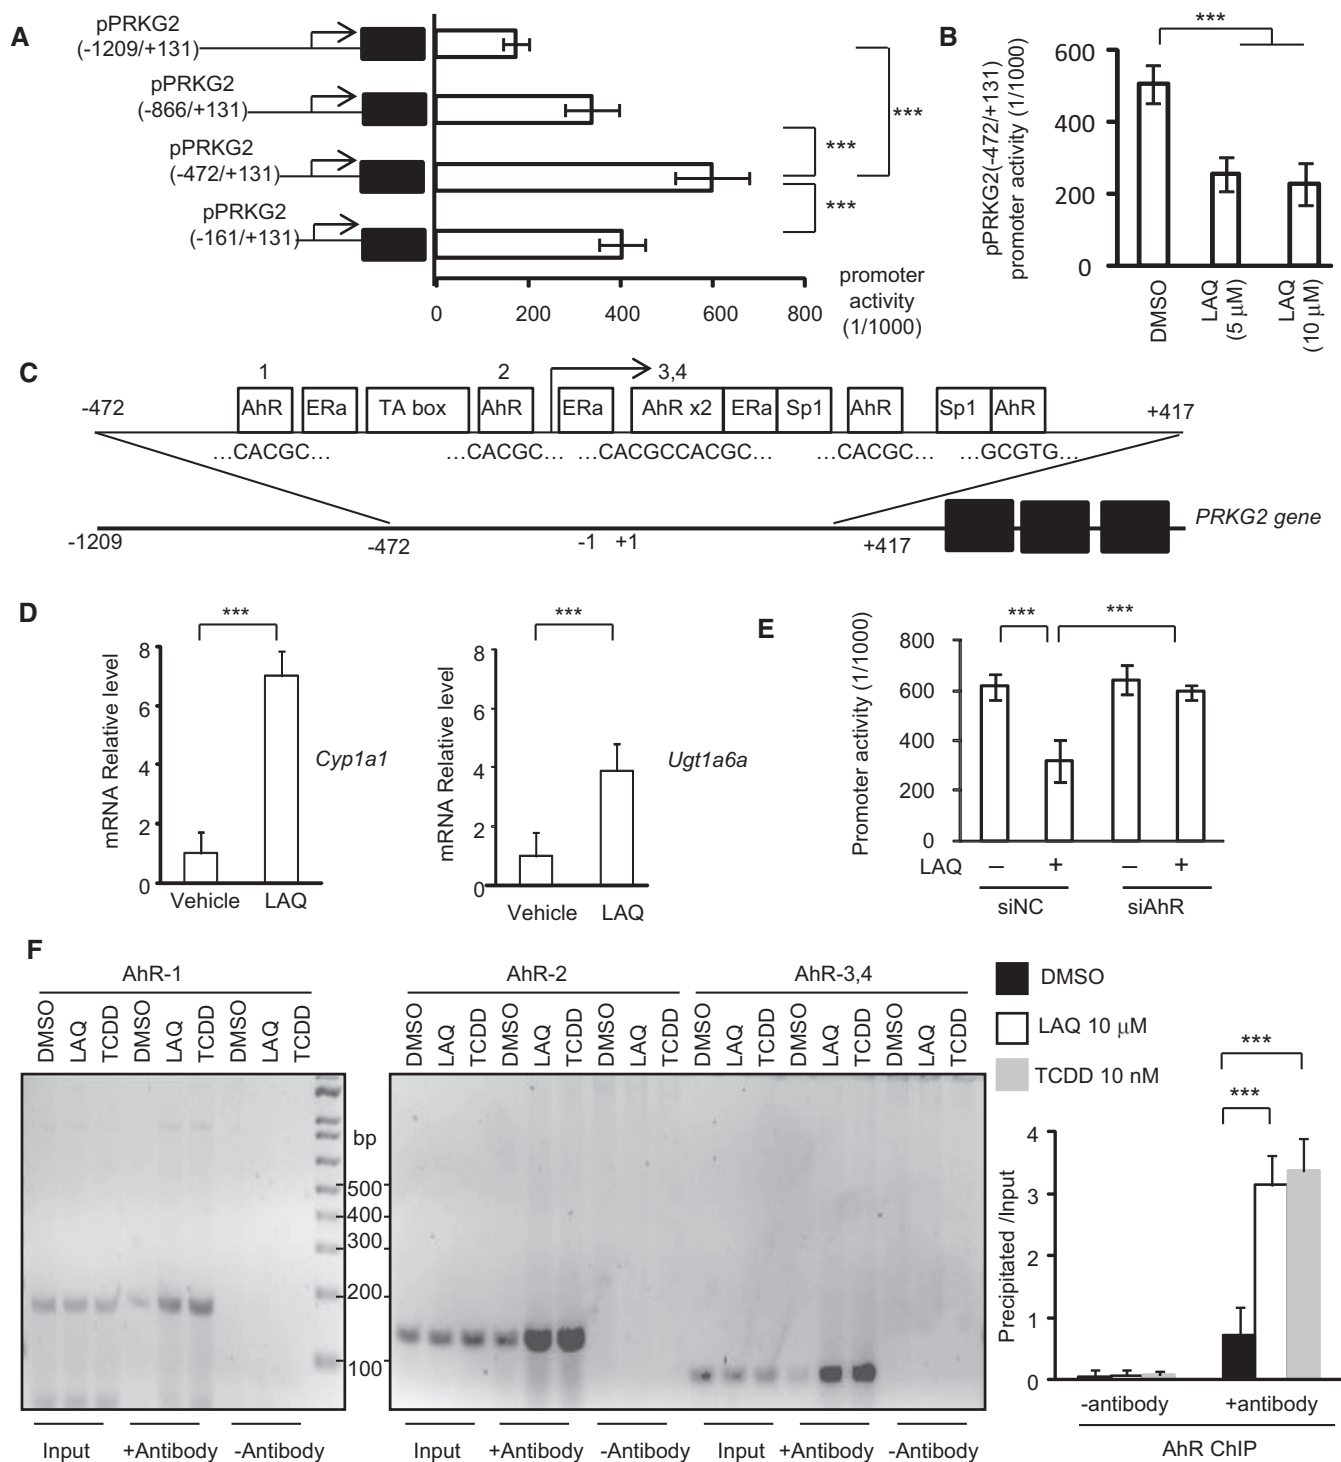 A
pPRKG2
(-1209/+131)
pPRKG2
(-866/+131)
pPRKG2
(-472/+131)
pPRKG2
(-161/+131)
***
***
***
0 200 400 600 800
promoter
activity
(1/1000)
B
pPRKG2(-472/+131)
promoter activity (1/1000)
600
400
200
0
***
DMSO
LAQ
(5 µM)
LAQ
(10 µM)
C
1 2 3,4
-472 AhR ERa TA box AhR ERa AhR x2 ERa Sp1 AhR Sp1 AhR +417
...CACGC... ...CACGC... ...CACGCCACGC... ...CACGC... ...GCGTG...
PRKG2 gene
-1209 -472 -1 +1 +417
D
mRNA Relative level
8
6
4
2
0
***
Cyp1a1
Vehicle LAQ
mRNA Relative level
8
6
4
2
0
***
Ugt1a6a
Vehicle LAQ
E
Promoter activity (1/1000)
800
600
400
200
0
*** ***
LAQ – + – +
siNC siAhR
F
AhR-1 AhR-2 AhR-3,4
DMSO LAQ TCDD DMSO LAQ TCDD DMSO LAQ TCDD
DMSO LAQ TCDD DMSO LAQ TCDD DMSO LAQ TCDD DMSO LAQ TCDD DMSO LAQ TCDD DMSO LAQ TCDD
bp
500
400
300
200
100
Input +Antibody -Antibody
Input +Antibody -Antibody Input +Antibody -Antibody
DMSO
LAQ 10 µM
TCDD 10 nM
***
***
Precipitated /Input
4
3
2
1
0
-antibody +antibody
AhR ChIP